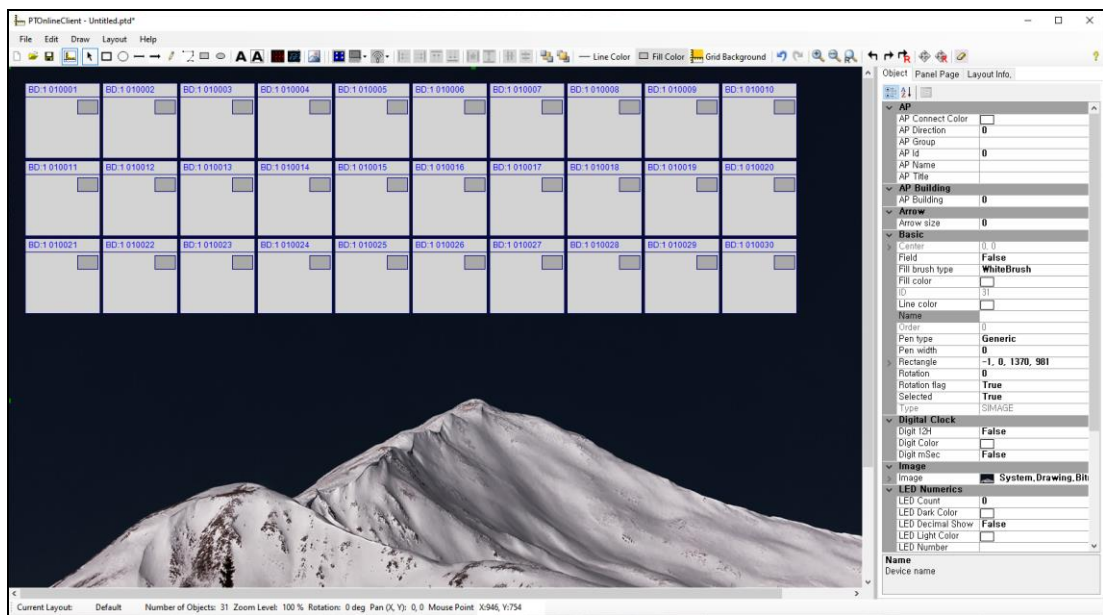 PTOnlineClient - Untitled.ptd*
File Edit Draw Layout Help
A A Line Color Fill Color Grid Background
BD:1 010001 BD:1 010002 BD:1 010003 BD:1 010004 BD:1 010005 BD:1 010006 BD:1 010007 BD:1 010008 BD:1 010009 BD:1 010010
BD:1 010011 BD:1 010012 BD:1 010013 BD:1 010014 BD:1 010015 BD:1 010016 BD:1 010017 BD:1 010018 BD:1 010019 BD:1 010020
BD:1 010021 BD:1 010022 BD:1 010023 BD:1 010024 BD:1 010025 BD:1 010026 BD:1 010027 BD:1 010028 BD:1 010029 BD:1 010030
Object Panel Page Layout Info.
AP
AP Connect Color
AP Direction 0
AP Group
AP Id 0
AP Name
AP Title
AP Building
AP Building 0
Arrow
Arrow size 0
Basic
Center 0, 0
Field False
Fill brush type WhiteBrush
Fill color
ID 31
Line color
Name
Order 0
Pen type Generic
Pen width 0
Rectangle -1, 0, 1370, 981
Rotation 0
Rotation flag True
Selected True
Type SIMAGE
Digital Clock
Digit 12H False
Digit Color
Digit mSec False
Image
Image System.Drawing.Bit
LED Numerics
LED Count 0
LED Dark Color
LED Decimal Show False
LED Light Color
LED Number
Name
Device name
Current Layout: Default Number of Objects: 31 Zoom Level: 100 % Rotation: 0 deg Pan (X, Y): 0, 0 Mouse Point X:946, Y:754